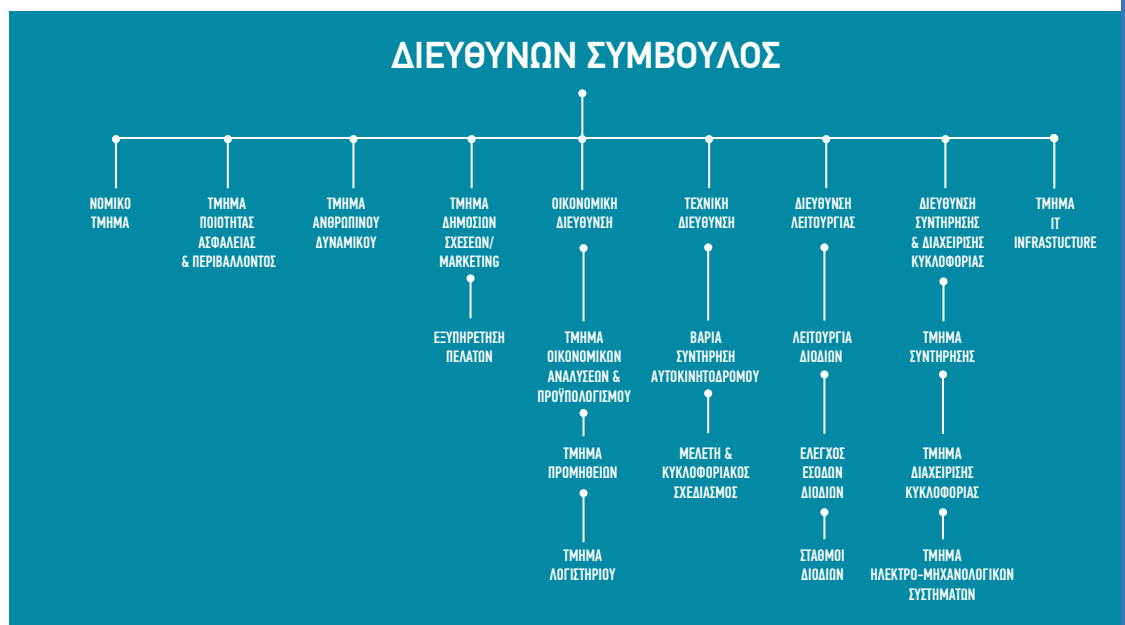 ΔΙΕΥΘΥΝΩΝ ΣΥΜΒΟΥΛΟΣ
ΝΟΜΙΚΟ
ΤΜΗΜΑ
ΤΜΗΜΑ
ΠΟΙΟΤΗΤΑΣ
ΑΣΦΑΛΕΙΑΣ
& ΠΕΡΙΒΑΛΛΟΝΤΟΣ
ΤΜΗΜΑ
ΑΝΘΡΩΠΙΝΟΥ
ΔΥΝΑΜΙΚΟΥ
ΤΜΗΜΑ
ΔΗΜΟΣΙΩΝ
ΣΧΕΣΕΩΝ/
MARKETING
ΕΞΥΠΗΡΕΤΗΣΗ
ΠΕΛΑΤΩΝ
ΟΙΚΟΝΟΜΙΚΗ
ΔΙΕΥΘΥΝΣΗ
ΤΜΗΜΑ
ΟΙΚΟΝΟΜΙΚΩΝ
ΑΝΑΛΥΣΕΩΝ &
ΠΡΟΫΠΟΛΟΓΙΣΜΟΥ
ΤΜΗΜΑ
ΠΡΟΜΗΘΕΙΩΝ
ΤΜΗΜΑ
ΛΟΓΙΣΤΗΡΙΟΥ
ΤΕΧΝΙΚΗ
ΔΙΕΥΘΥΝΣΗ
ΒΑΡΙΑ
ΣΥΝΤΗΡΗΣΗ
ΑΥΤΟΚΙΝΗΤΟΔΡΟΜΟΥ
ΜΕΛΕΤΗ &
ΚΥΚΛΟΦΟΡΙΑΚΟΣ
ΣΧΕΔΙΑΣΜΟΣ
ΔΙΕΥΘΥΝΣΗ
ΛΕΙΤΟΥΡΓΙΑΣ
ΛΕΙΤΟΥΡΓΙΑ
ΔΙΟΔΙΩΝ
ΕΛΕΓΧΟΣ
ΕΣΟΔΩΝ
ΔΙΟΔΙΩΝ
ΣΤΑΘΜΟΙ
ΔΙΟΔΙΩΝ
ΔΙΕΥΘΥΝΣΗ
ΣΥΝΤΗΡΗΣΗΣ
& ΔΙΑΧΕΙΡΙΣΗΣ
ΚΥΚΛΟΦΟΡΙΑΣ
ΤΜΗΜΑ
ΣΥΝΤΗΡΗΣΗΣ
ΤΜΗΜΑ
ΔΙΑΧΕΙΡΙΣΗΣ
ΚΥΚΛΟΦΟΡΙΑΣ
ΤΜΗΜΑ
ΗΛΕΚΤΡΟ-ΜΗΧΑΝΟΛΟΓΙΚΩΝ
ΣΥΣΤΗΜΑΤΩΝ
ΤΜΗΜΑ
IT
INFRASTUCTURE